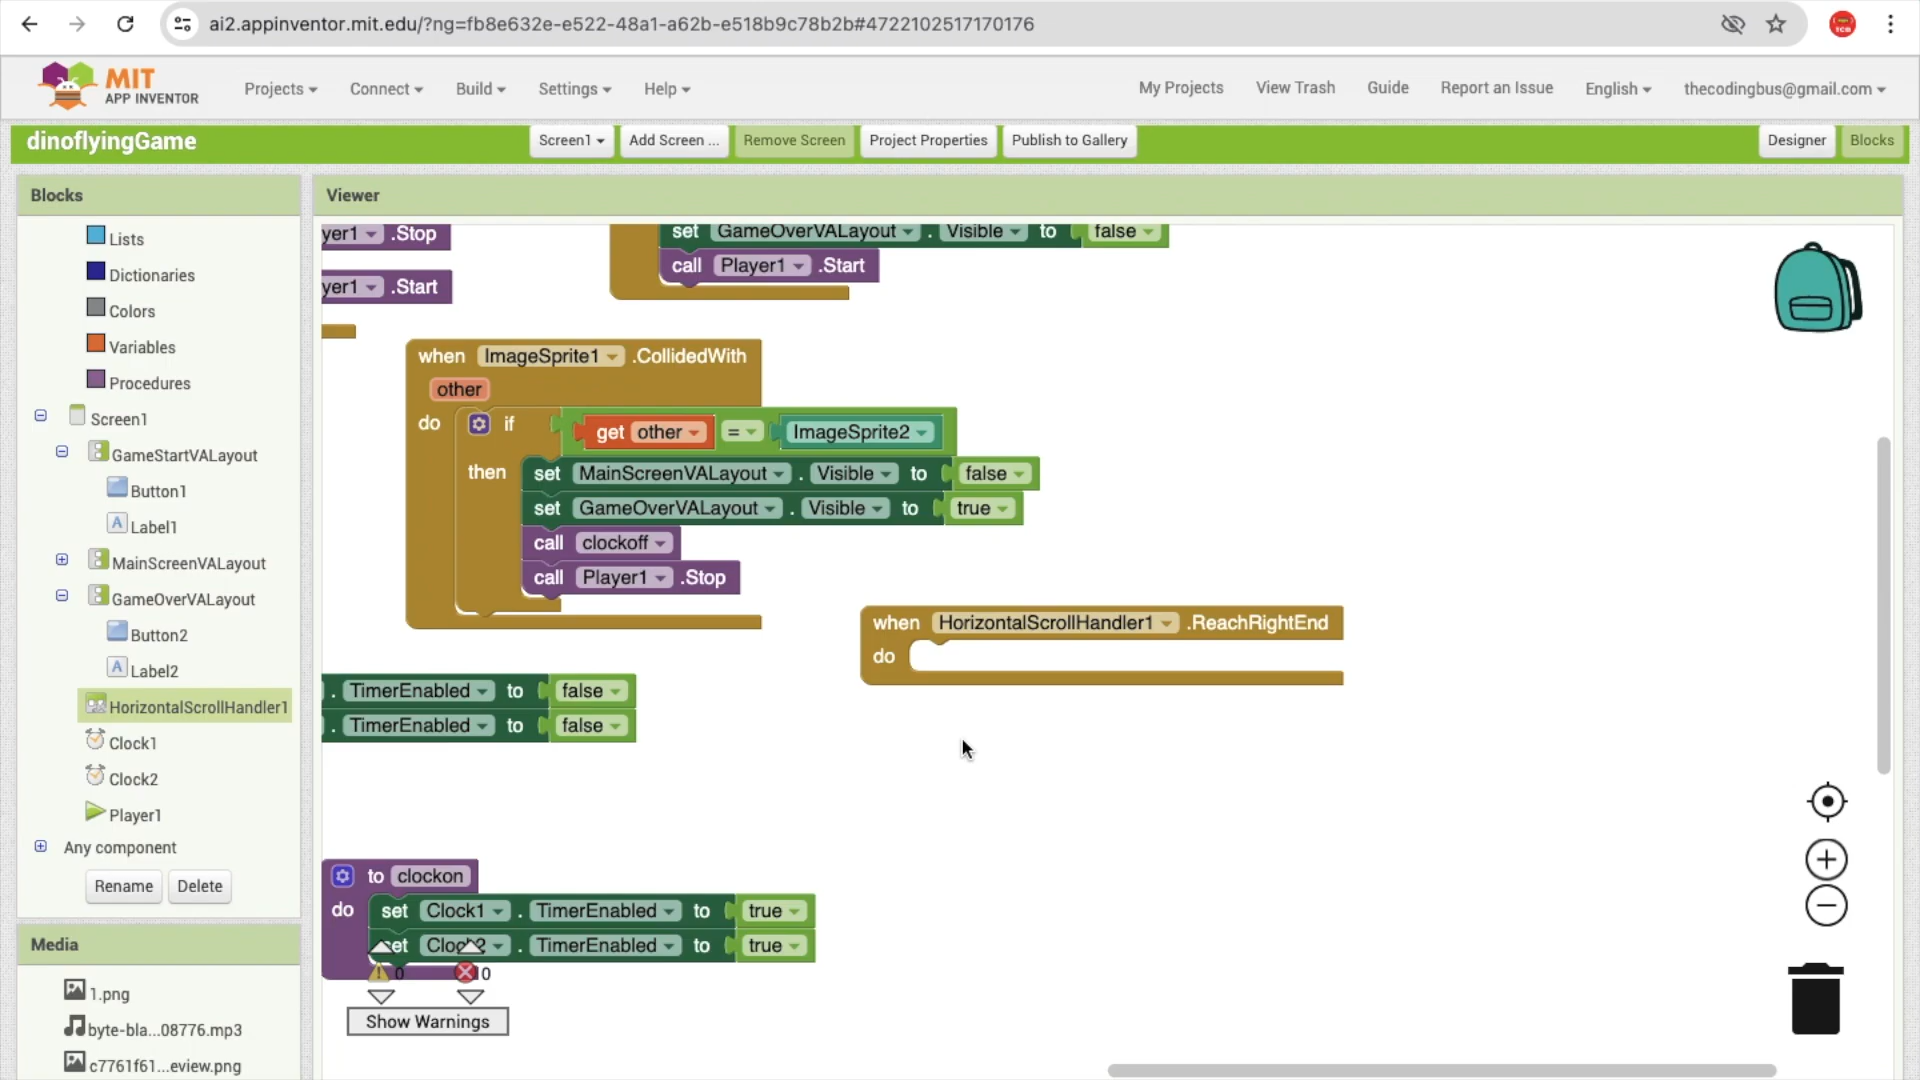 ai2.appinventor.mit.edu/?ng=fb8e632e-e522-48a1-a62b-e518b9c78b2b#4722102517170176
MIT
APP INVENTOR
Projects Connect Build Settings Help
My Projects View Trash Guide Report an Issue English thecodingbus@gmail.com
dinoflyingGame
Screen1 Add Screen ... Remove Screen Project Properties Publish to Gallery
Designer Blocks
Blocks
Lists
Dictionaries
Colors
Variables
Procedures
Screen1
GameStartVALayout
Button1
Label1
MainScreenVALayout
GameOverVALayout
Button2
Label2
HorizontalScrollHandler1
Clock1
Clock2
Player1
Any component
Rename Delete
Media
1.png
byte-bla...08776.mp3
c7761f61...eview.png
Viewer
yer1 .Stop
yer1 .Start
set GameOverVALayout . Visible to false
call Player1 .Start
when ImageSprite1 .CollidedWith
other
do if get other = ImageSprite2
then set MainScreenVALayout . Visible to false
set GameOverVALayout . Visible to true
call clockoff
call Player1 .Stop
when HorizontalScrollHandler1 .ReachRightEnd
do
. TimerEnabled to false
. TimerEnabled to false
to clockon
do set Clock1 . TimerEnabled to true
set Clock2 . TimerEnabled to true
0 0
Show Warnings